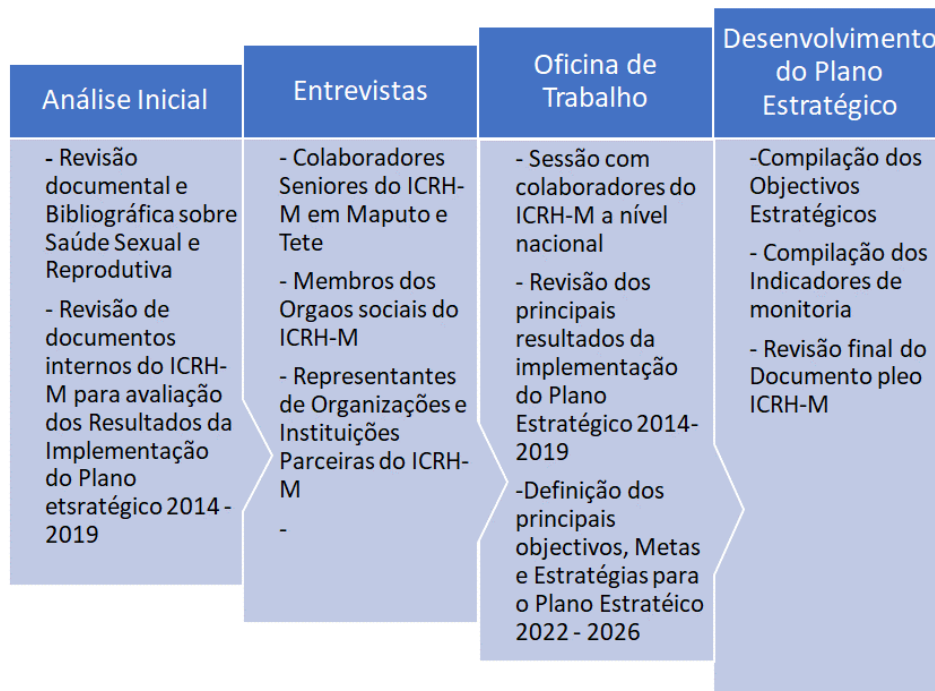 Análise Inicial
- Revisão
documental e
Bibliográfica sobre
Saúde Sexual e
Reprodutiva
- Revisão de
documentos
internos do ICRH-
M para avaliação
dos Resultados da
Implementação
do Plano
etsratégico 2014 -
2019
Entrevistas
- Colaboradores
Seniores do ICRH-
M em Maputo e
Tete
- Membros dos
Orgaos sociais do
ICRH-M
- Representantes
de Organizações e
Instituições
Parceiras do ICRH-
M
-
Oficina de
Trabalho
- Sessão com
colaboradores do
ICRH-M a nível
nacional
- Revisão dos
principais
resultados da
implementação
do Plano
Estratégico 2014-
2019
-Definição dos
principais
objectivos, Metas
e Estratégias para
o Plano Estratéico
2022 - 2026
Desenvolvimento
do Plano
Estratégico
-Compilação dos
Objectivos
Estratégicos
- Compilação dos
Indicadores de
monitoria
- Revisão final do
Documento pleo
ICRH-M